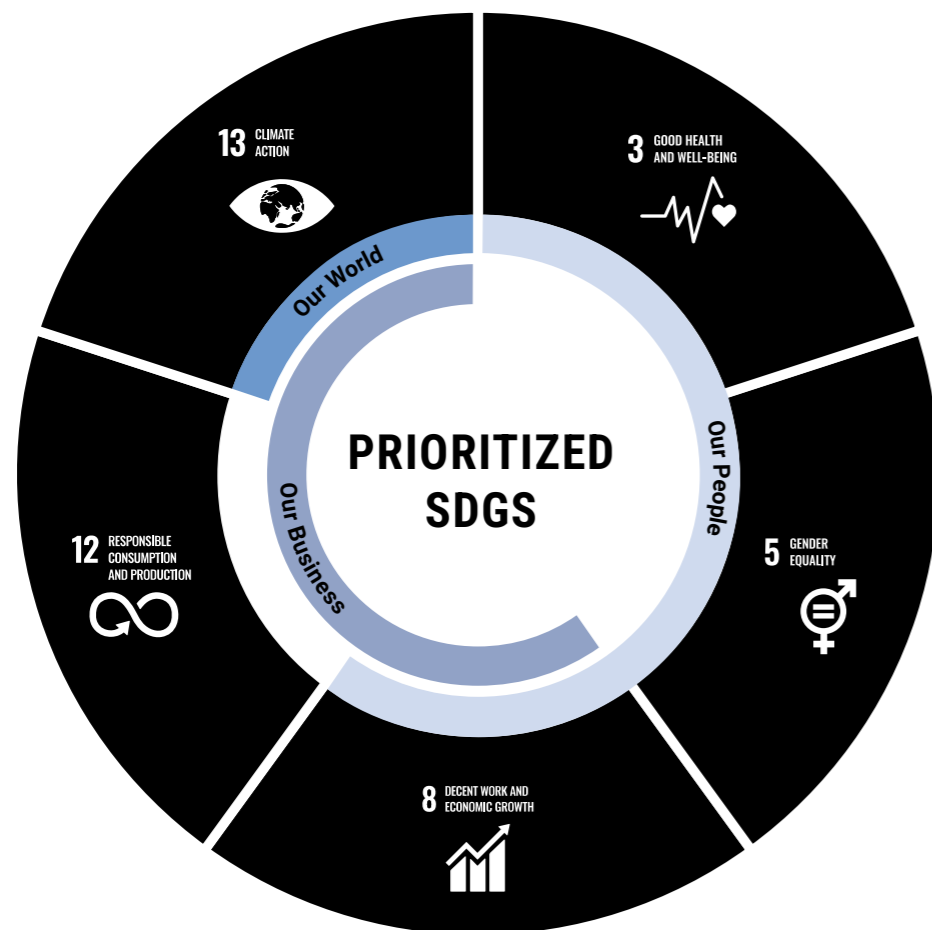 13 CLIMATE
ACTION
3 GOOD HEALTH
AND WELL-BEING
Our World
PRIORITIZED
SDGS
Our People
Our Business
12 RESPONSIBLE
CONSUMPTION
AND PRODUCTION
5 GENDER
EQUALITY
8 DECENT WORK AND
ECONOMIC GROWTH